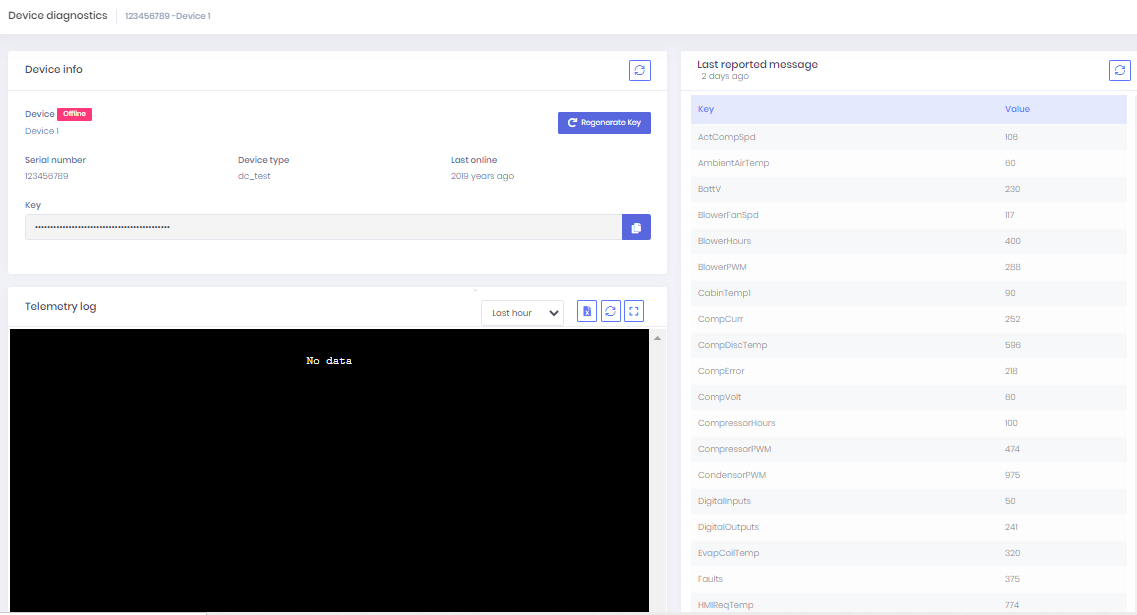 Device diagnostics 123456789 -Device 1
Device info
Device Offline
Device 1
Regenerate Key
Serial number Device type Last online
123456789 dc_test 2019 years ago
Key
Telemetry log
Last hour
No data
Last reported message
2 days ago
Key Value
ActCompSpd 106
AmbientAirTemp 60
BattV 230
BlowerFanSpd 117
BlowerHours 400
BlowerPWM 288
CabinTemp1 90
CompCurr 252
CompDiscTemp 596
CompError 218
CompVolt 60
CompressorHours 100
CompressorPWM 474
CondensorPWM 975
DigitalInputs 50
DigitalOutputs 241
EvapCoilTemp 320
Faults 375
HMIReqTemp 774